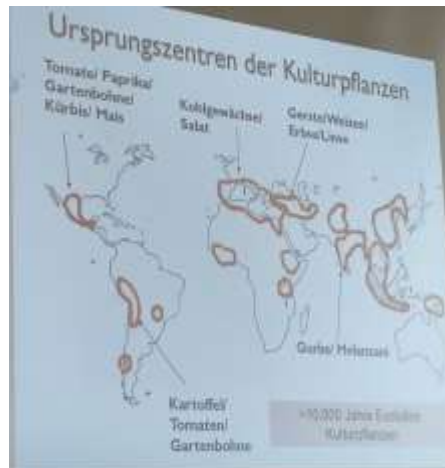 Ursprungszentren der Kulturpflanzen
Tomate/ Paprika/
Gartenbohne/
Kürbis/ Mais
Kohlgewächse/
Salat
Gerste/Weizen/
Erbse/Linse
Gurke/
Kartoffel/
Tomaten/
Gartenbohne
>10.000 Jahre Evolution
Kulturpflanzen